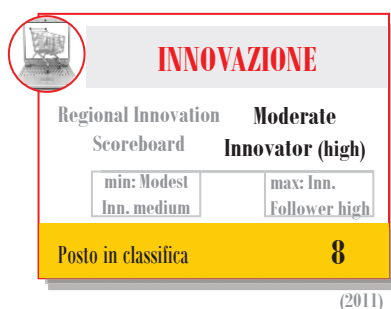 INNOVAZIONE
Regional Innovation Scoreboard
Moderate Innovator (high)
min: Modest Inn. medium
max: Inn. Follower high
Posto in classifica 8
(2011)